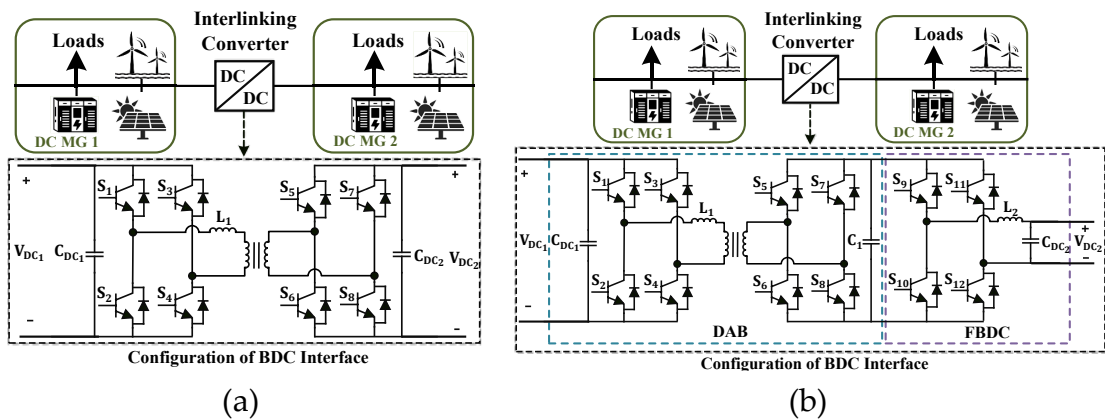 Interlinking
Converter
Loads
DC
DC
Loads
DC MG 1
DC MG 2
+
+
S1
S3
S5
S7
L1
VDC1
CDC1
CDC2
VDC2
S2
S4
S6
S8
−
−
Configuration of BDC Interface
(a)
Interlinking
Converter
Loads
DC
DC
Loads
DC MG 1
DC MG 2
+
S1
S3
S5
S7
S9
S11
L1
L2
+
VDC1
CDC1
C1
CDC2
VDC2
−
S2
S4
S6
S8
S10
S12
−
DAB
FBDC
Configuration of BDC Interface
(b)